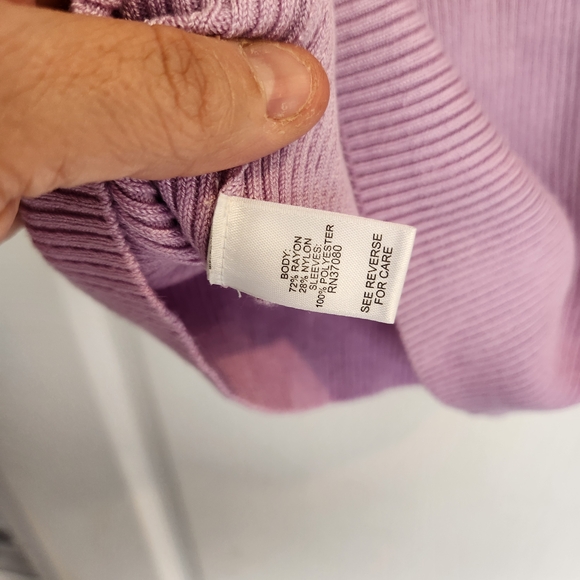 BODY:
72% RAYON
28% NYLON
SLEEVES:
100% POLYESTER
RN37080
SEE REVERSE
FOR CARE